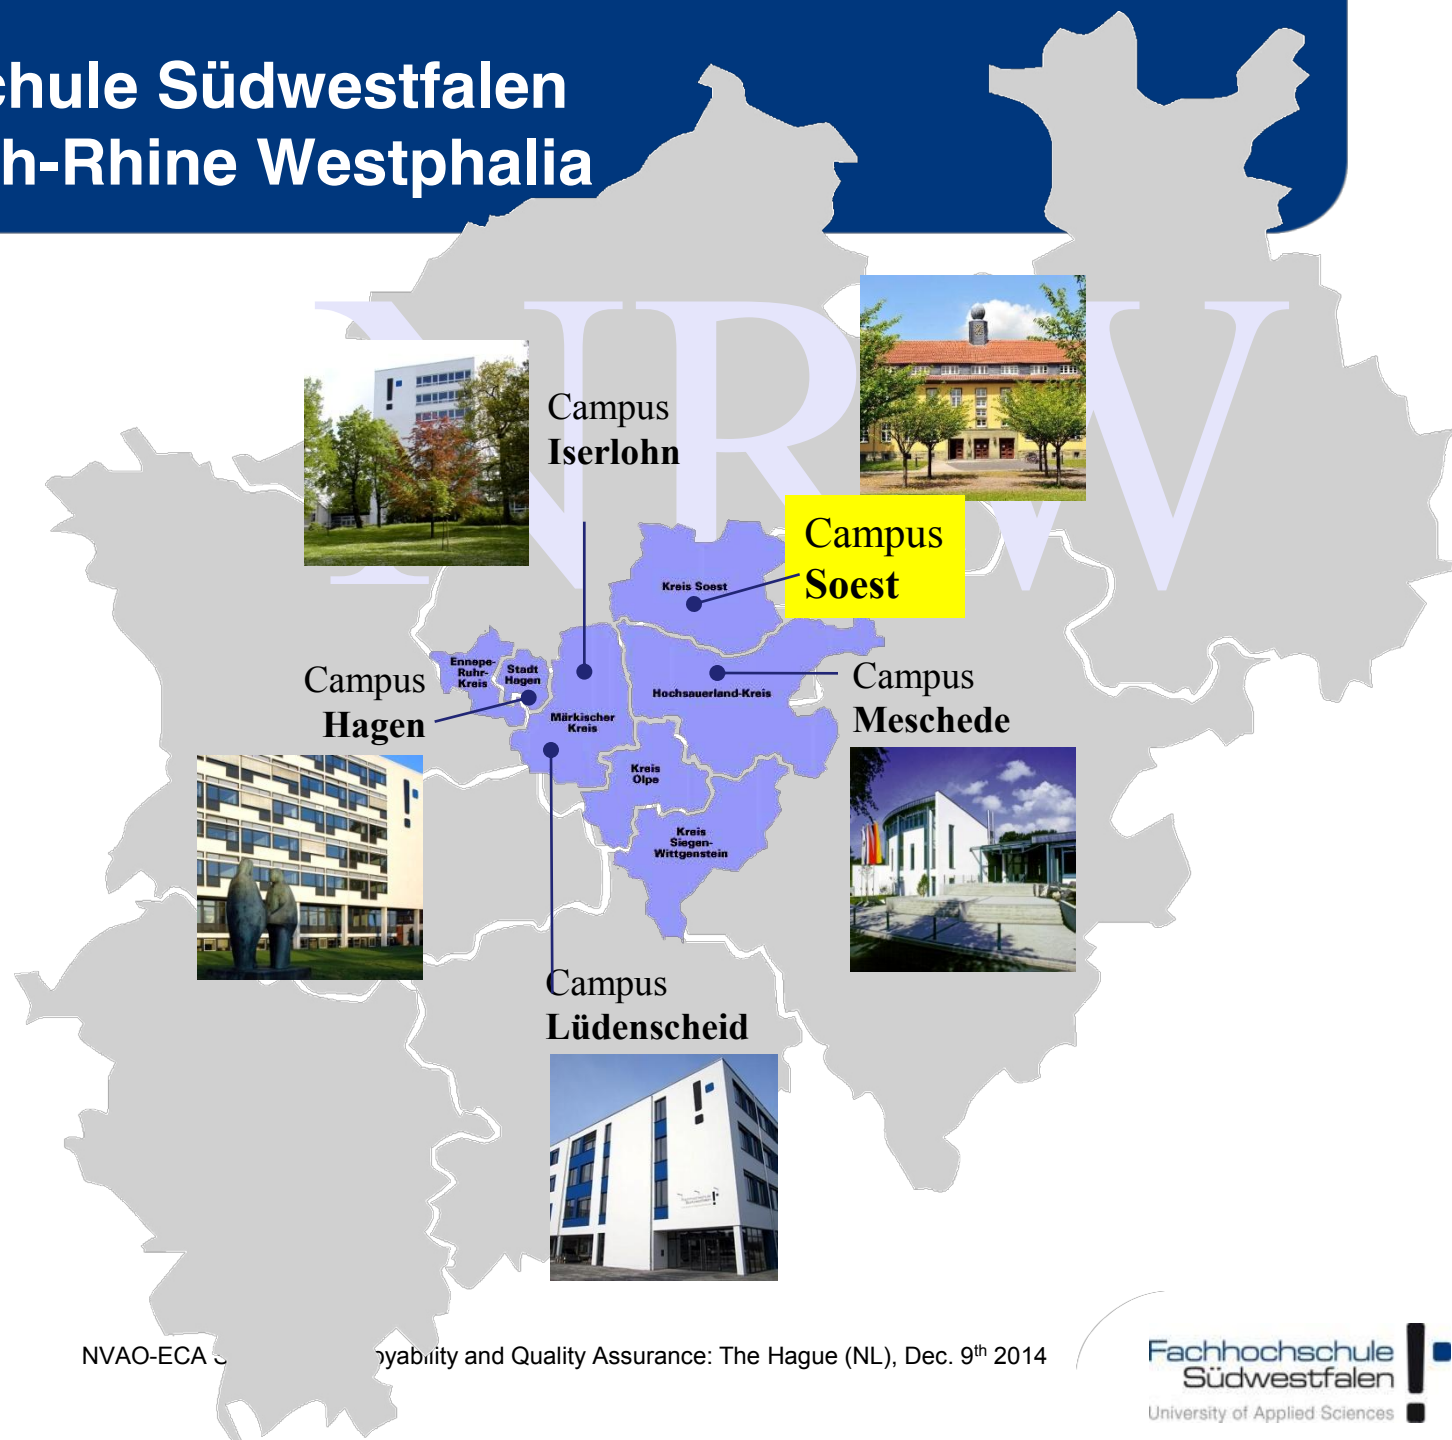 chule Südwestfalen
h-Rhine Westphalia
NRW
Campus
Iserlohn
Campus
Soest
Kreis Soest
Ennepe-
Ruhr-
Kreis
Stadt
Hagen
Hochsauerland-Kreis
Märkischer
Kreis
Kreis
Olpe
Kreis
Siegen-
Wittgenstein
Campus
Hagen
Campus
Meschede
Campus
Lüdenscheid
NVAO-ECA S oyability and Quality Assurance: The Hague (NL), Dec. 9th 2014
Fachhochschule
Südwestfalen
University of Applied Sciences